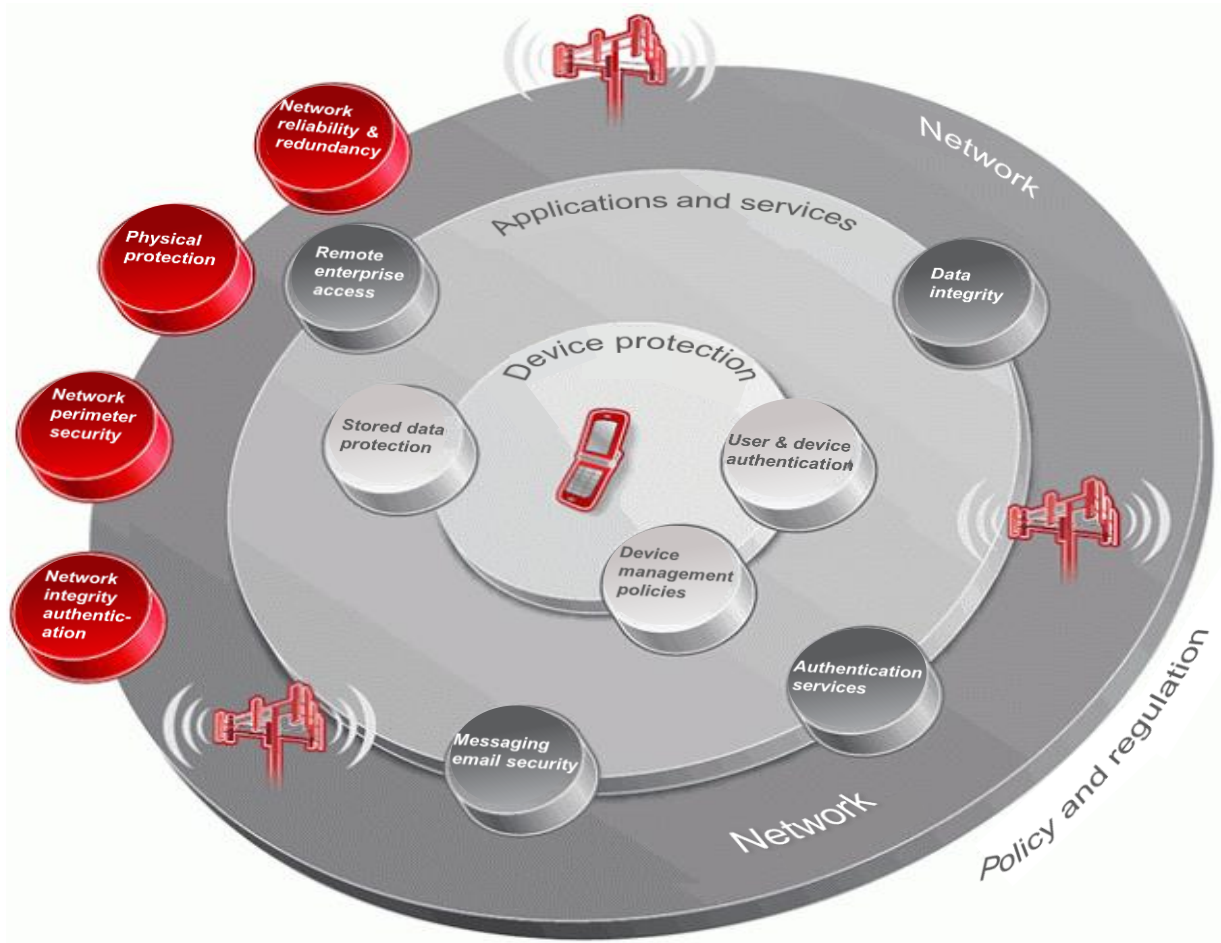 Network
reliability &
redundancy
Network
Physical
protection
Applications and services
Remote
enterprise
access
Data
integrity
Device protection
Network
perimeter
security
Stored data
protection
User & device
authentication
Device
management
policies
Network
integrity
authentic-
ation
Authentication
services
Messaging
email security
Network
Policy and regulation